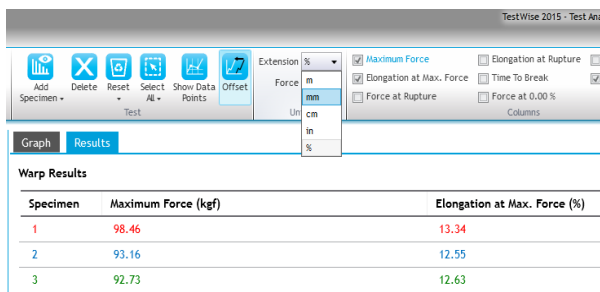 TestWise 2015 - Test Ana
Extension %
Maximum Force
Elongation at Rupture
Add Specimen
Delete
Reset
Select All
Show Data Points
Offset
Force
m
mm
cm
in
%
Elongation at Max. Force
Time To Break
Force at Rupture
Force at 0.00 %
Test
Un
Columns
Graph
Results
Warp Results
Specimen Maximum Force (kgf) Elongation at Max. Force (%)
1 98.46 13.34
2 93.16 12.55
3 92.73 12.63